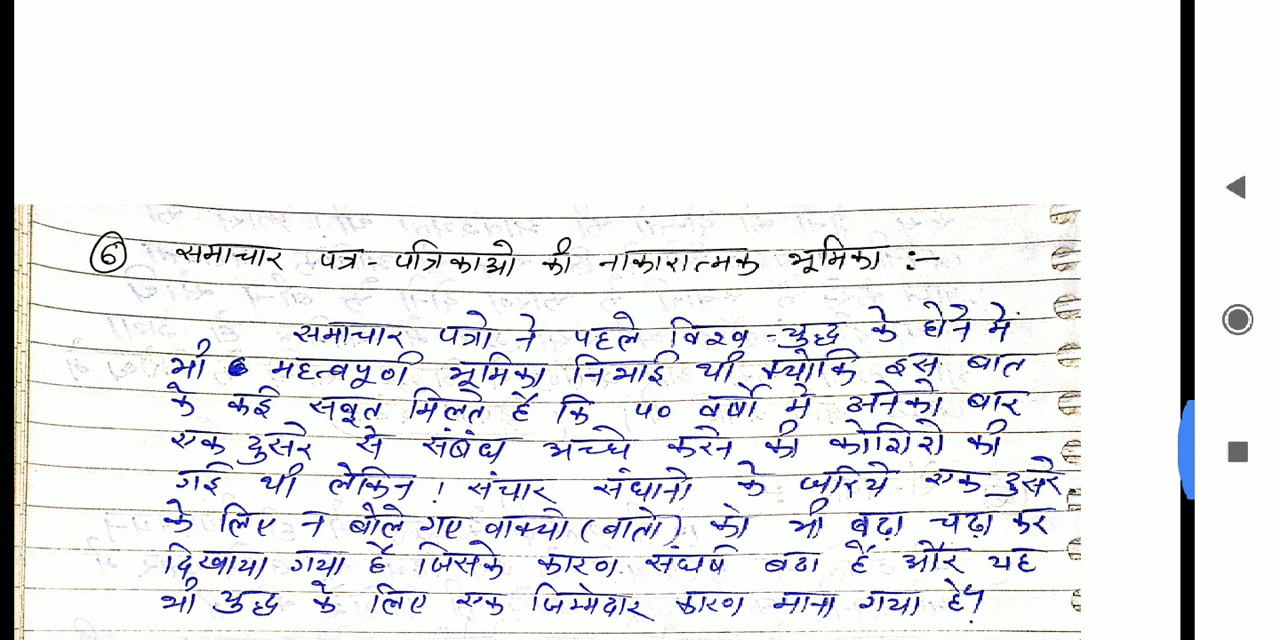 ⑥ समाचार पत्र - पत्रिकाओ की नाकारात्मक भूमिका :-
समाचार पत्रो ने पहले विश्व - युद्ध के होने में
भी महत्वपूर्ण भूमिका निभाई थी क्योकि इस बात
के कई सबूत मिलते हैं कि 50 वर्षो मे अनेको बार
एक दुसरे से संबंध अच्छे करने की कोशिशे की
गई थी लेकिन ! संचार संधानो के जरिये एक दुसरे
के लिए न बोले गए वाक्यो (बातो) को भी बढ़ा चढ़ा कर
दिखाया गया हैं जिसके कारण संघर्ष बढा हैं और यह
भी युद्ध के लिए एक जिम्मेदार कारण माना गया हैं?